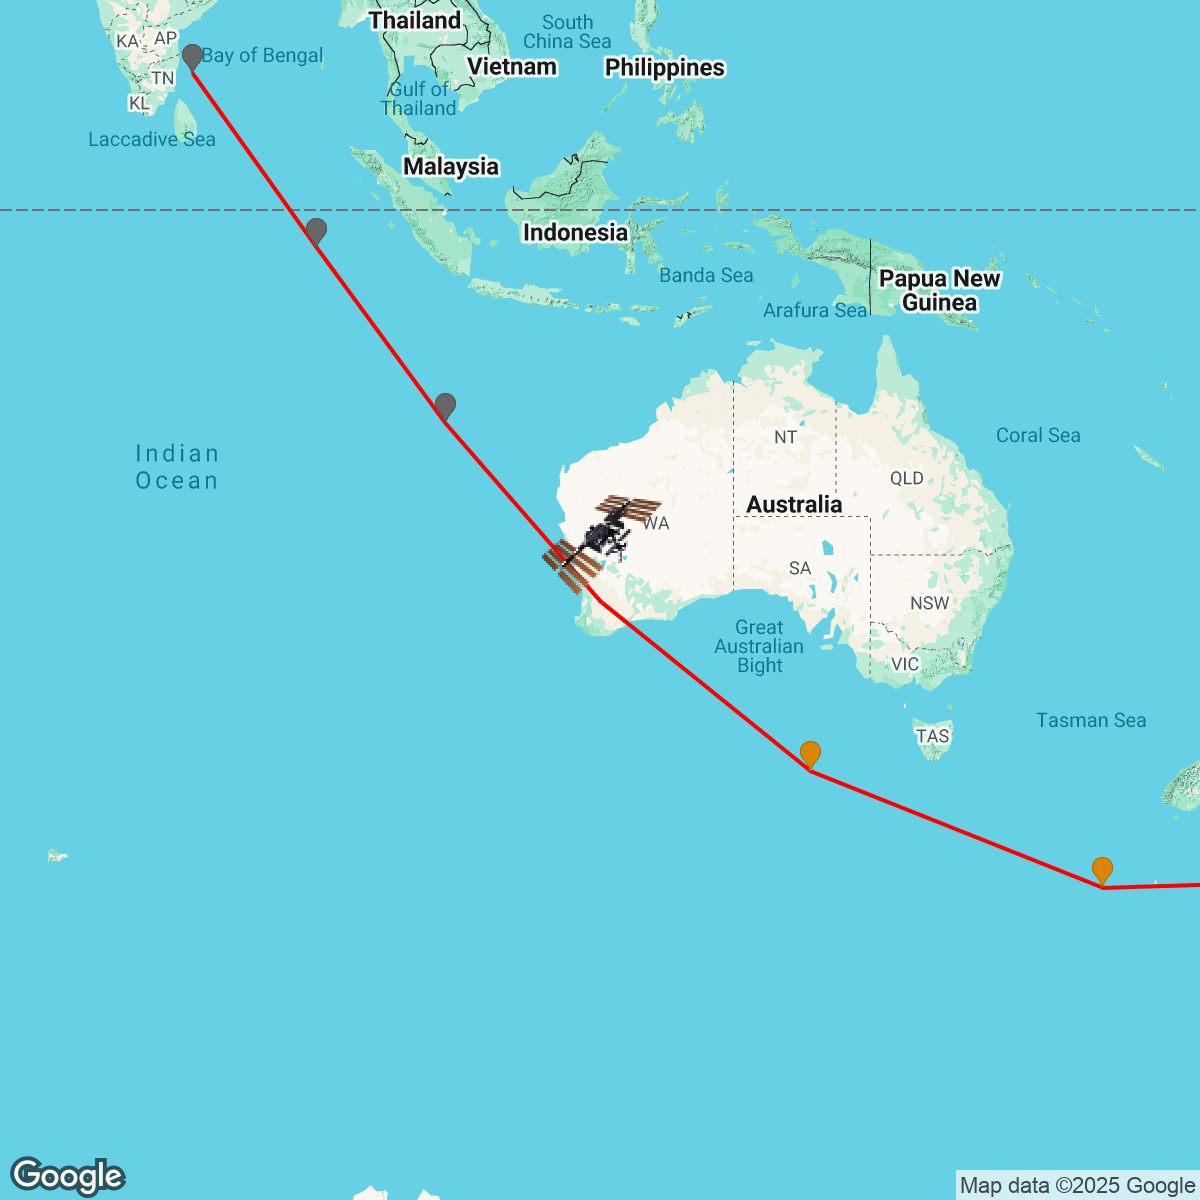 Thailand
South
China Sea
KA
AP
Bay of Bengal
Vietnam
Philippines
TN
Gulf of
Thailand
KL
Laccadive Sea
Malaysia
Indonesia
Banda Sea
Papua New
Guinea
Arafura Sea
NT
Coral Sea
Indian
Ocean
QLD
Australia
WA
SA
NSW
Great
Australian
Bight
VIC
Tasman Sea
TAS
Google
Map data ©2025 Google